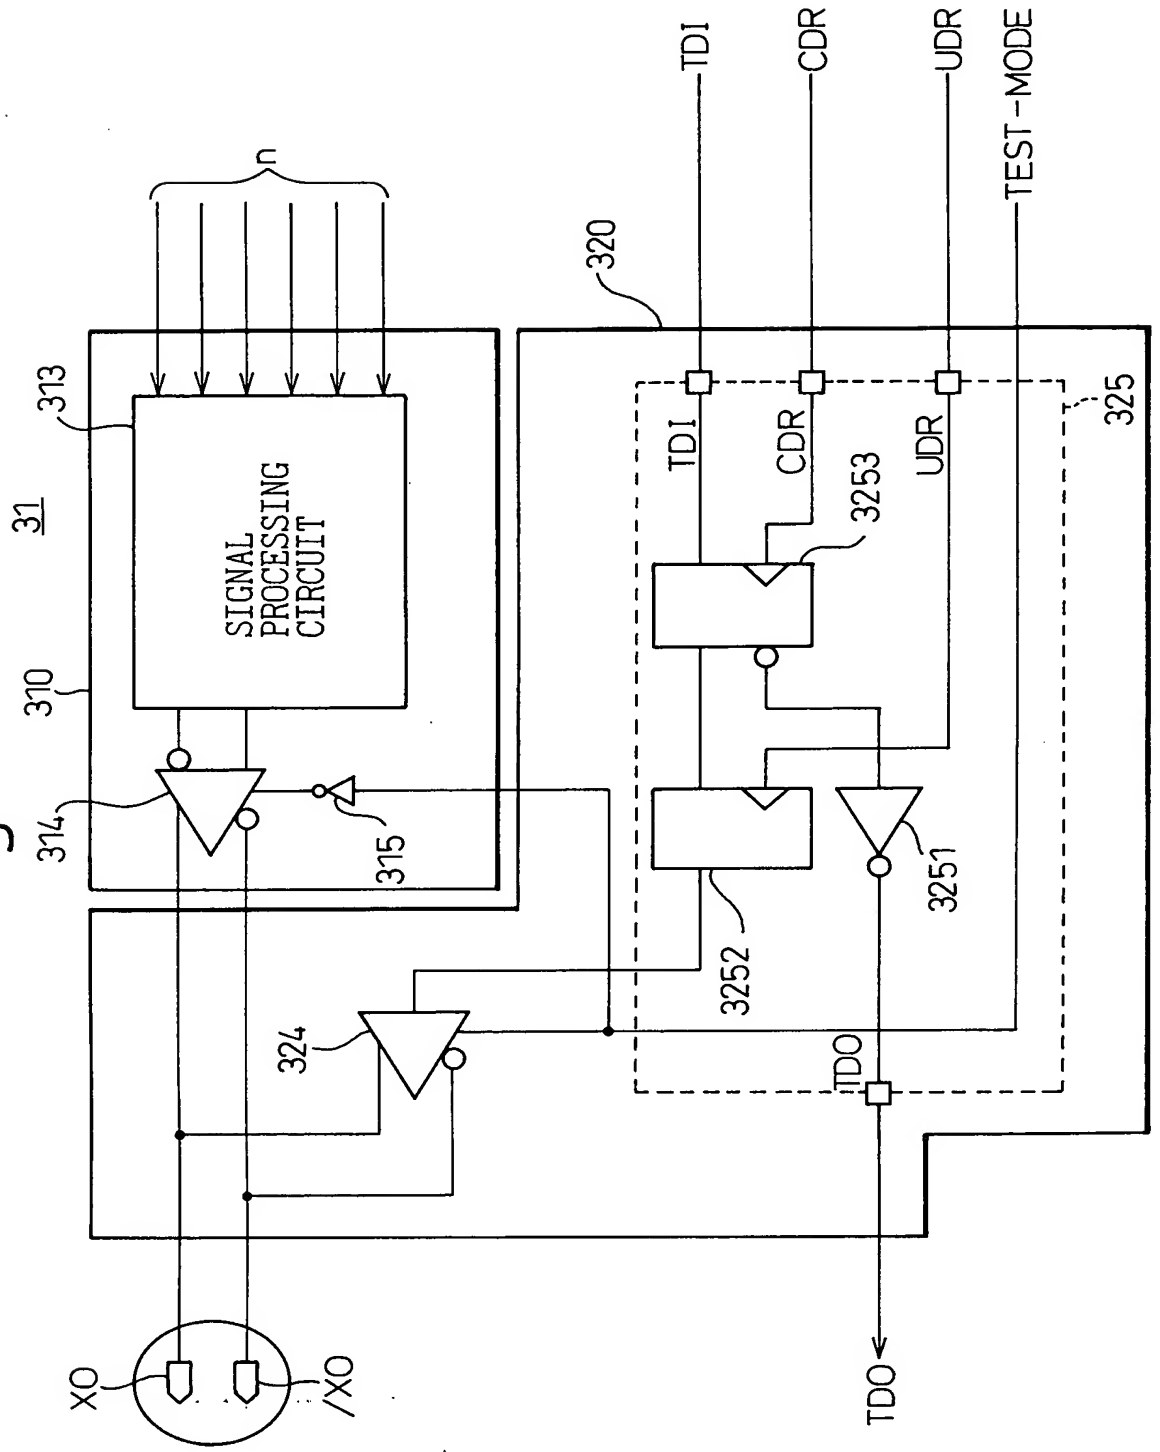 31
310
313
n
SIGNAL
PROCESSING
CIRCUIT
314
315
320
TDI
CDR
UDR
TEST-MODE
TDI
CDR
UDR
3253
325
3252
3251
324
TDO
TDO
XO
/XO